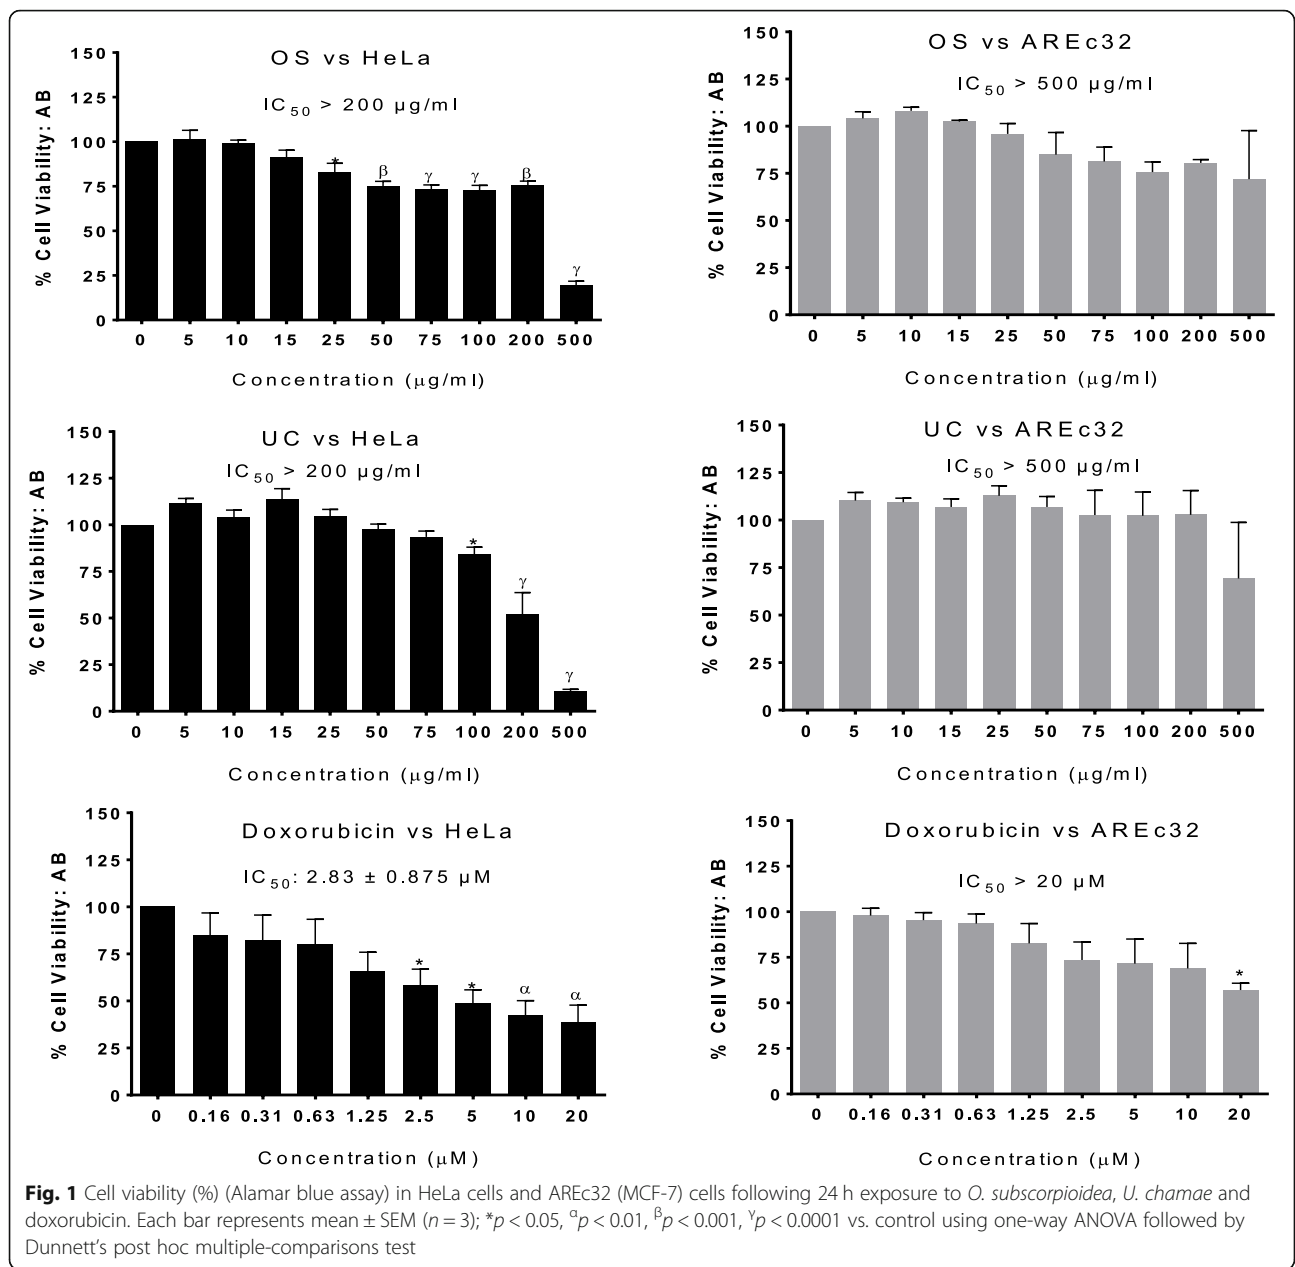 OS vs HeLa
IC50 > 200 µg/ml
% Cell Viability: AB
150
125
100
75
50
25
0
* β γ γ β γ
0 5 10 15 25 50 75 100 200 500
Concentration (µg/ml)
OS vs AREc32
IC50 > 500 µg/ml
% Cell Viability: AB
150
125
100
75
50
25
0
0 5 10 15 25 50 75 100 200 500
Concentration (µg/ml)
UC vs HeLa
IC50 > 200 µg/ml
% Cell Viability: AB
150
125
100
75
50
25
0
* γ γ
0 5 10 15 25 50 75 100 200 500
Concentration (µg/ml)
UC vs AREc32
IC50 > 500 µg/ml
% Cell Viability: AB
150
125
100
75
50
25
0
0 5 10 15 25 50 75 100 200 500
Concentration (µg/ml)
Doxorubicin vs HeLa
IC50: 2.83 ± 0.875 µM
% Cell Viability: AB
150
125
100
75
50
25
0
* * α α
0 0.16 0.31 0.63 1.25 2.5 5 10 20
Concentration (µM)
Doxorubicin vs AREc32
IC50 > 20 µM
% Cell Viability: AB
150
125
100
75
50
25
0
*
0 0.16 0.31 0.63 1.25 2.5 5 10 20
Concentration (µM)
Fig. 1 Cell viability (%) (Alamar blue assay) in HeLa cells and AREc32 (MCF-7) cells following 24 h exposure to O. subscorpioidea, U. chamae and
doxorubicin. Each bar represents mean ± SEM (n = 3); *p < 0.05, αp < 0.01, βp < 0.001, γp < 0.0001 vs. control using one-way ANOVA followed by
Dunnett's post hoc multiple-comparisons test